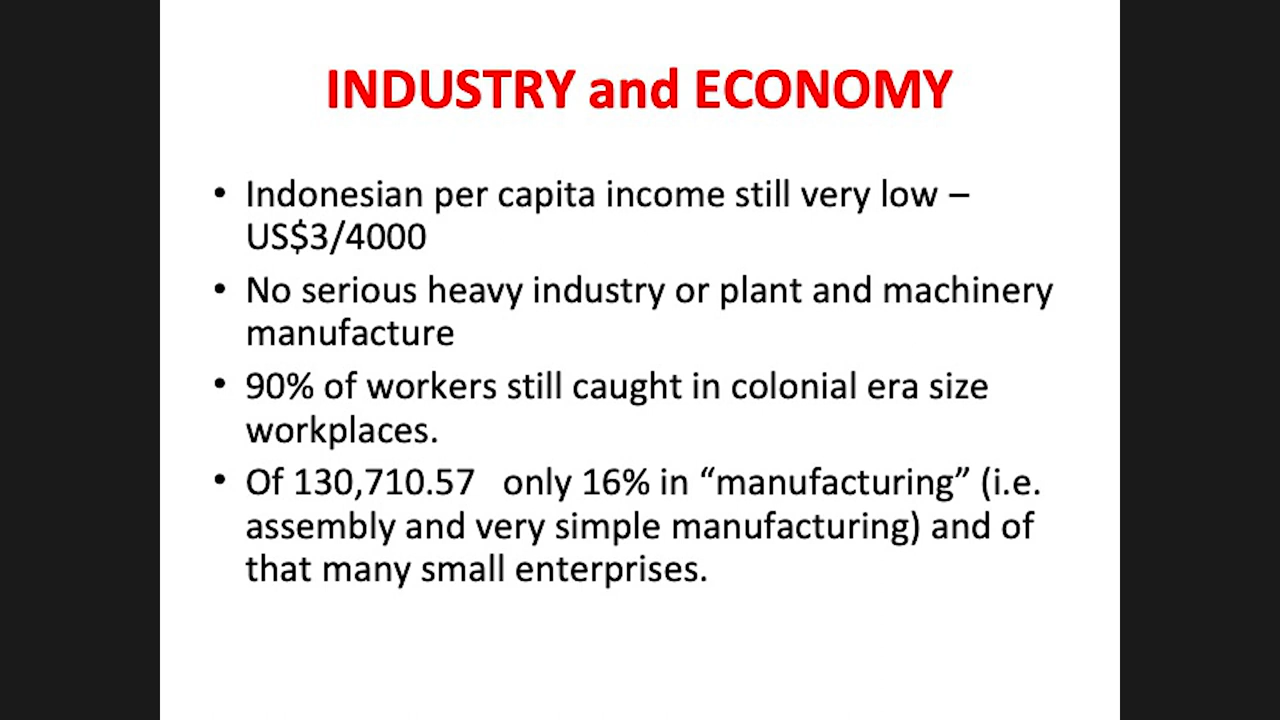 INDUSTRY and ECONOMY
• Indonesian per capita income still very low –
US$3/4000
• No serious heavy industry or plant and machinery
manufacture
• 90% of workers still caught in colonial era size
workplaces.
• Of 130,710.57   only 16% in “manufacturing” (i.e.
assembly and very simple manufacturing) and of
that many small enterprises.